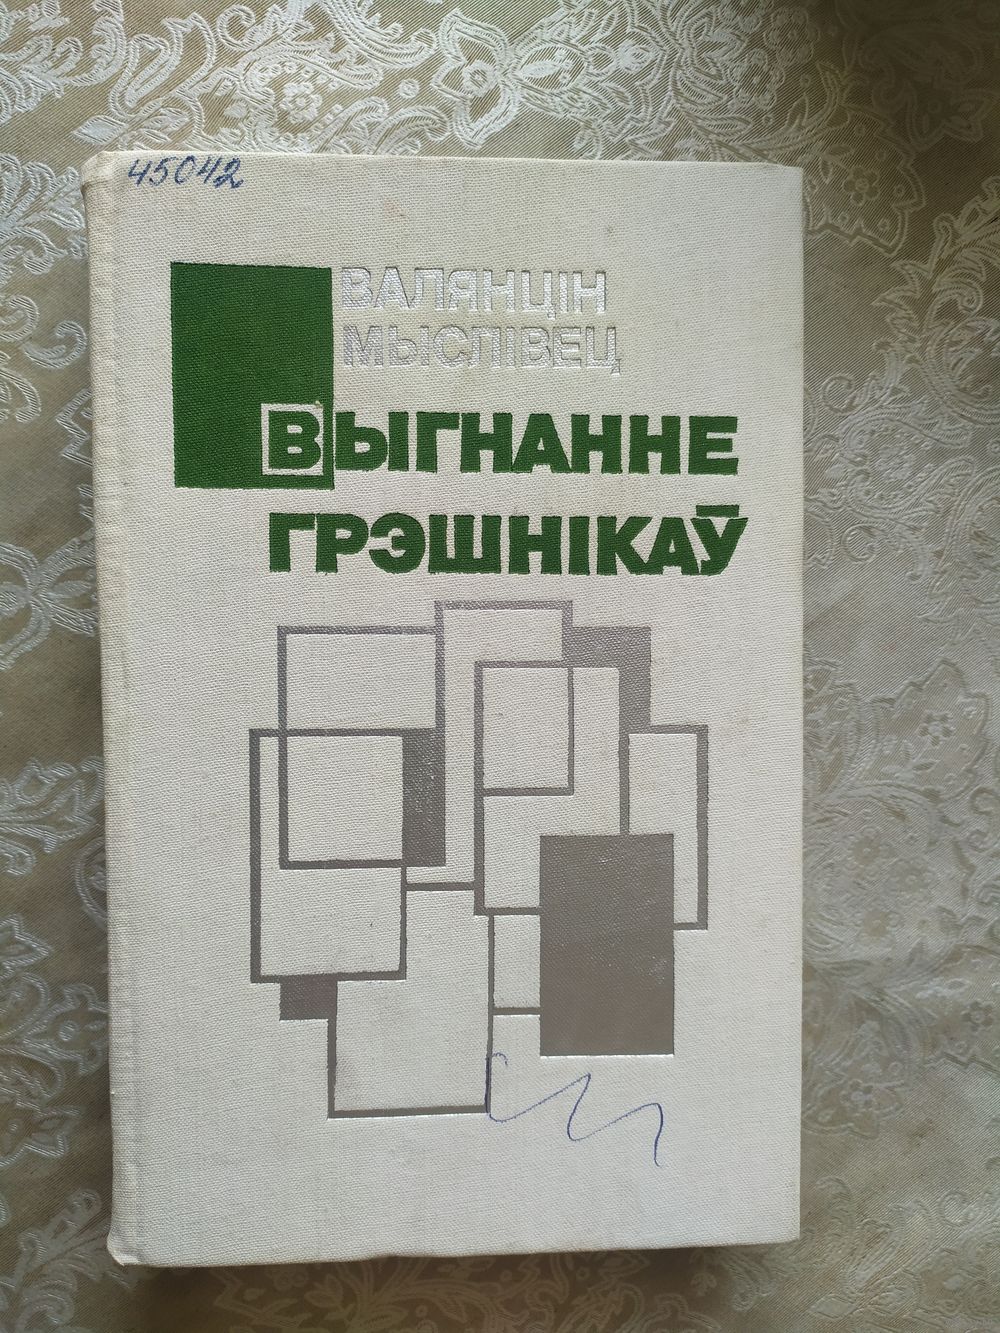 45042
ВАЛЯНЦІН
МЫСЛІВЕЦ
ВЫГНАННЕ
ГРЭШНІКАЎ